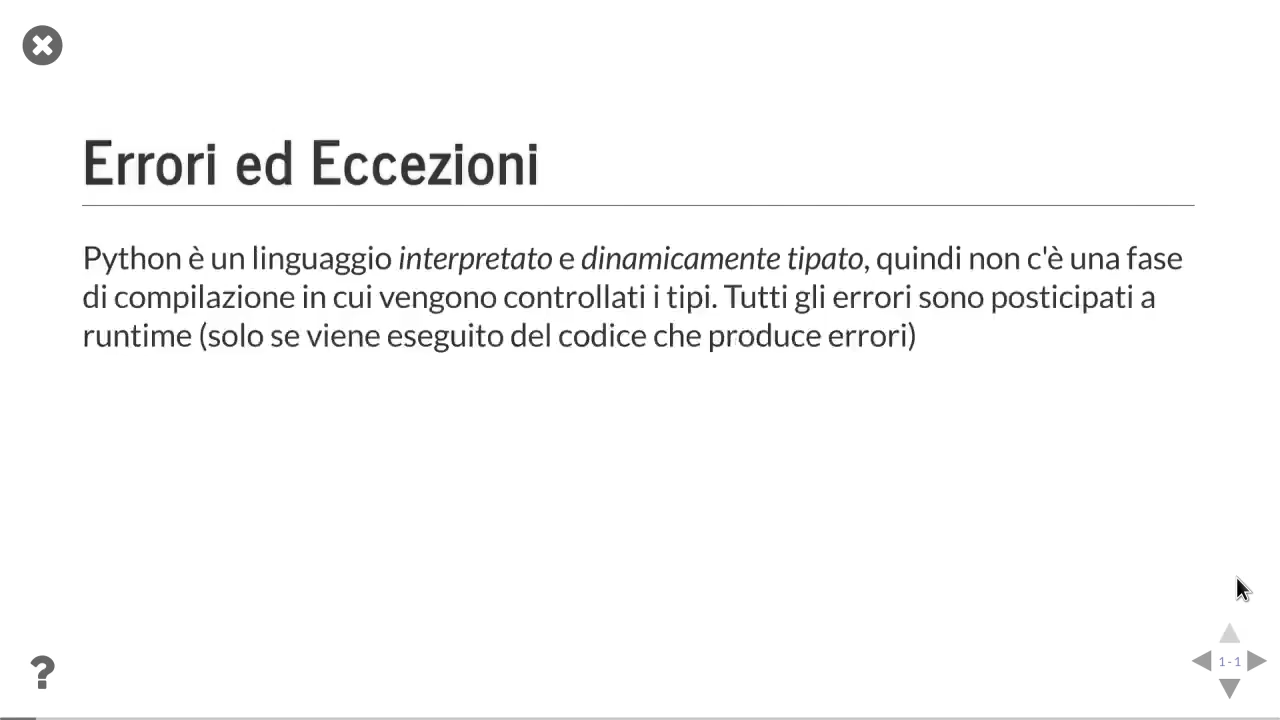 Errori ed Eccezioni
Python è un linguaggio interpretato e dinamicamente tipato, quindi non c'è una fase
di compilazione in cui vengono controllati i tipi. Tutti gli errori sono posticipati a
runtime (solo se viene eseguito del codice che produce errori)
?
1-1